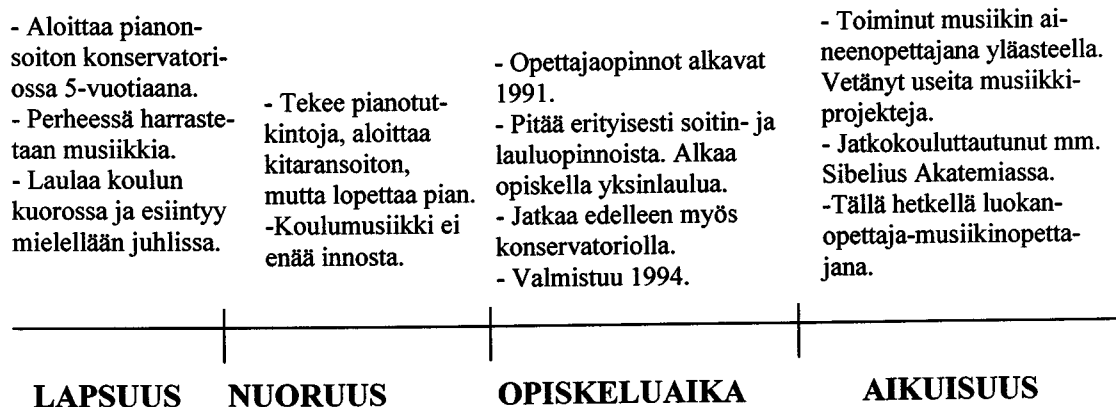 - Aloittaa pianon-
soiton konservatori-
ossa 5-vuotiaana.
- Perheessä harraste-
taan musiikkia.
- Laulaa koulun
kuorossa ja esiintyy
mielellään juhlissa.
- Tekee pianotut-
kintoja, aloittaa
kitaransoiton,
mutta lopettaa pian.
-Koulumusiikki ei
enää innosta.
- Opettajaopinnot alkavat
1991.
- Pitää erityisesti soitin- ja
lauluopinnoista. Alkaa
opiskella yksinlaulua.
- Jatkaa edelleen myös
konservatoriolla.
- Valmistuu 1994.
- Toiminut musiikin ai-
neenopettajana yläasteella.
Vetänyt useita musiikki-
projekteja.
- Jatkokouluttautunut mm.
Sibelius Akatemiassa.
-Tällä hetkellä luokan-
opettaja-musiikinopetta-
jana.
LAPSUUS NUORUUS OPISKELUAIKA AIKUISUUS